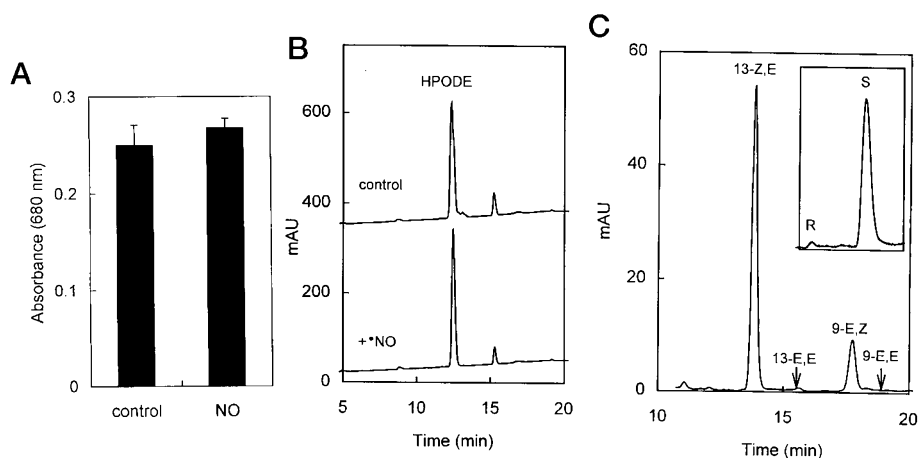 A
0.3
0.2
0.1
0
Absorbance (680 nm)
control
NO
B
HPODE
600
400
200
0
mAU
control
+•NO
5
10
15
20
Time (min)
C
60
40
20
0
mAU
13-Z,E
S
R
13-E,E
9-E,Z
9-E,E
10
15
20
Time (min)